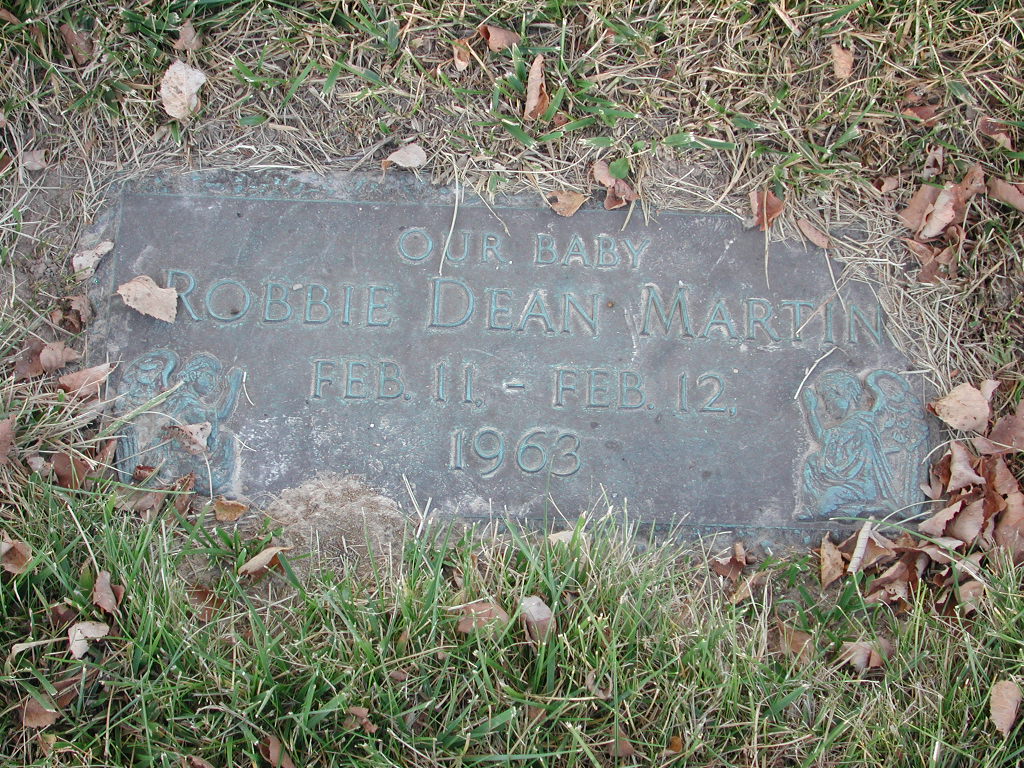 OUR BABY
ROBBIE DEAN MARTIN
FEB. 11, - FEB. 12,
1963